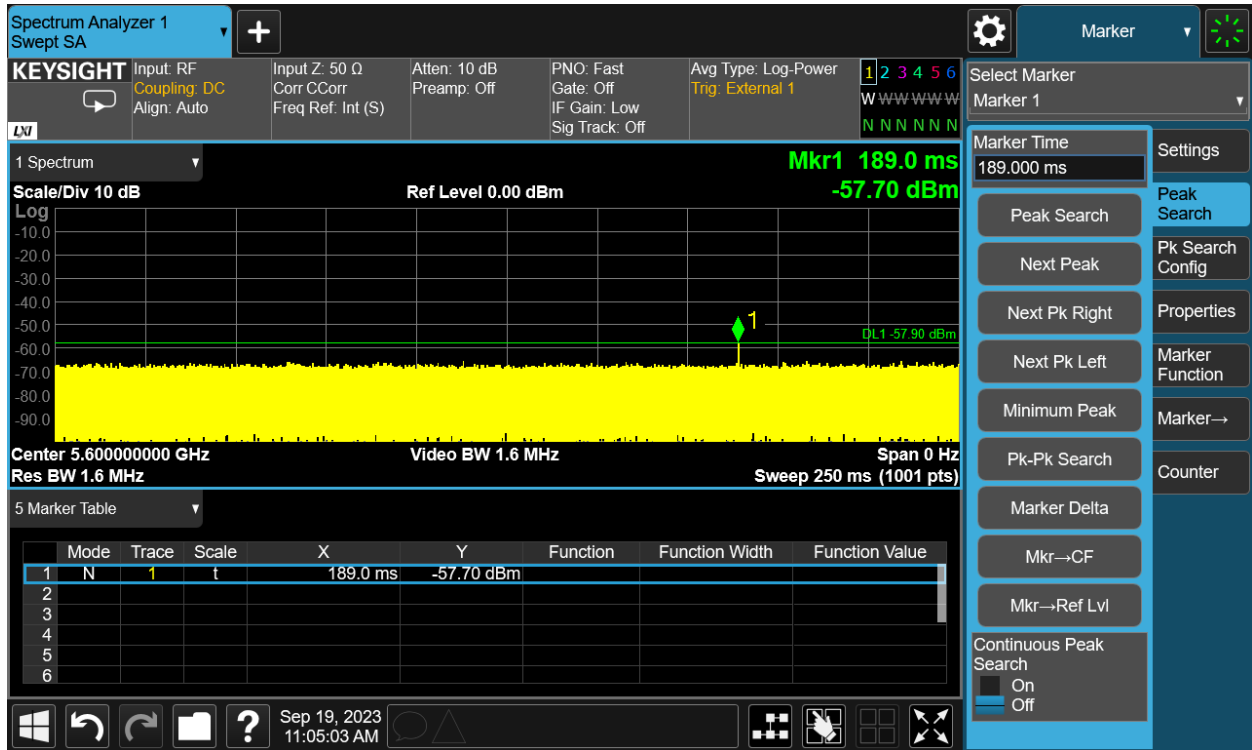 Spectrum Analyzer 1
Swept SA
Marker
KEYSIGHT
LXI
Input: RF
Coupling: DC
Align: Auto
Input Z: 50 Ω
Corr CCorr
Freq Ref: Int (S)
Atten: 10 dB
Preamp: Off
PNO: Fast
Gate: Off
IF Gain: Low
Sig Track: Off
Avg Type: Log-Power
Trig: External 1
1 2 3 4 5 6
W W W W W W
N N N N N N
Select Marker
Marker 1
1 Spectrum
Mkr1 189.0 ms
-57.70 dBm
Scale/Div 10 dB
Ref Level 0.00 dBm
Log
-10.0
-20.0
-30.0
-40.0
-50.0
-60.0
-70.0
-80.0
-90.0
1
DL1 -57.90 dBm
Center 5.600000000 GHz
Video BW 1.6 MHz
Span 0 Hz
Res BW 1.6 MHz
Sweep 250 ms (1001 pts)
5 Marker Table
Mode Trace Scale X Y Function Function Width Function Value
1 N 1 t 189.0 ms -57.70 dBm
2
3
4
5
6
Marker Time
189.000 ms
Peak Search
Next Peak
Next Pk Right
Next Pk Left
Minimum Peak
Pk-Pk Search
Marker Delta
Mkr→CF
Mkr→Ref Lvl
Continuous Peak
Search
On
Off
Settings
Peak
Search
Pk Search
Config
Properties
Marker
Function
Marker→
Counter
?
Sep 19, 2023
11:05:03 AM